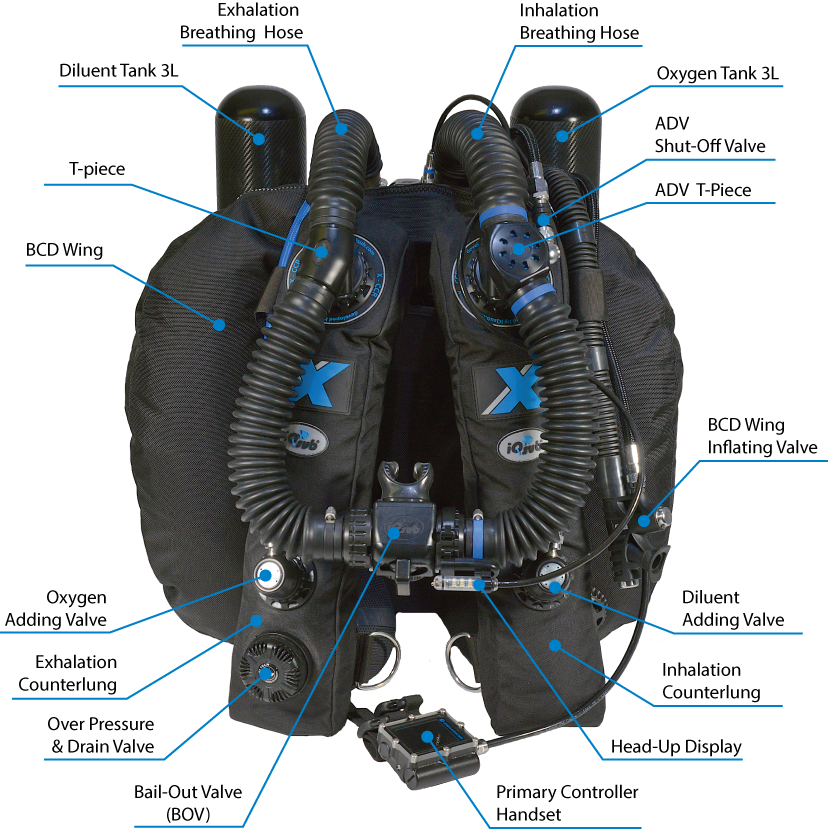 Exhalation
Breathing Hose
Inhalation
Breathing Hose
Diluent Tank 3L
Oxygen Tank 3L
ADV
Shut-Off Valve
T-piece
ADV T-Piece
BCD Wing
X
X
iQsub
iQsub
BCD Wing
Inflating Valve
Oxygen
Adding Valve
Diluent
Adding Valve
Exhalation
Counterlung
Inhalation
Counterlung
Over Pressure
& Drain Valve
Head-Up Display
Bail-Out Valve
(BOV)
Primary Controller
Handset